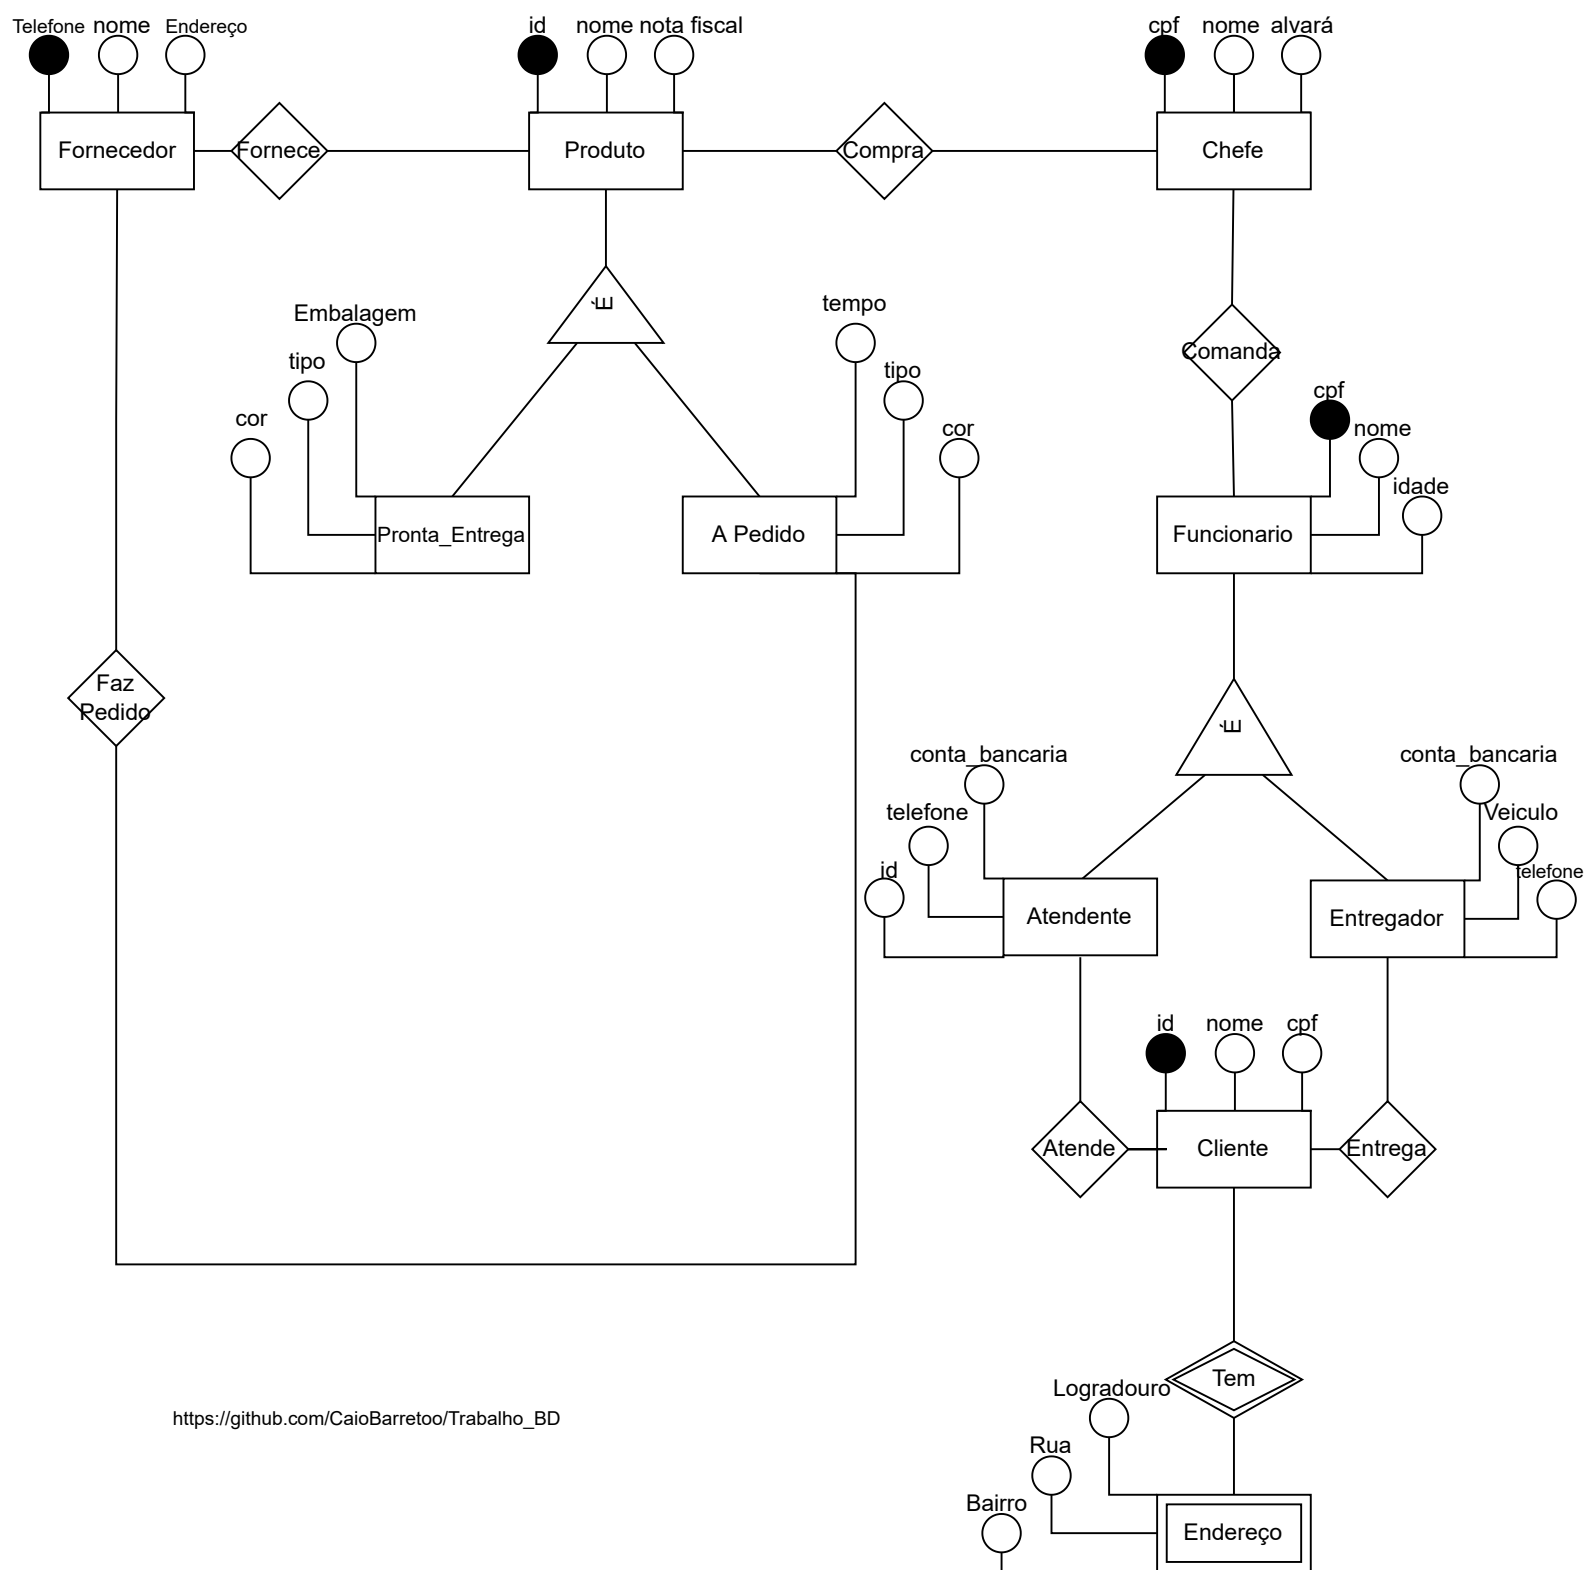 Telefone nome Endereço
id nome nota fiscal
cpf nome alvará
Fornecedor
Fornece
Produto
Compra
Chefe
É
Embalagem
tipo
cor
tempo
tipo
cor
Comanda
cpf
nome
idade
Pronta_Entrega
A Pedido
Funcionario
Faz
Pedido
É
conta_bancaria
telefone
id
conta_bancaria
Veiculo
telefone
Atendente
Entregador
id nome cpf
Atende
Cliente
Entrega
Tem
Logradouro
Rua
Bairro
Endereço
https://github.com/CaioBarretoo/Trabalho_BD